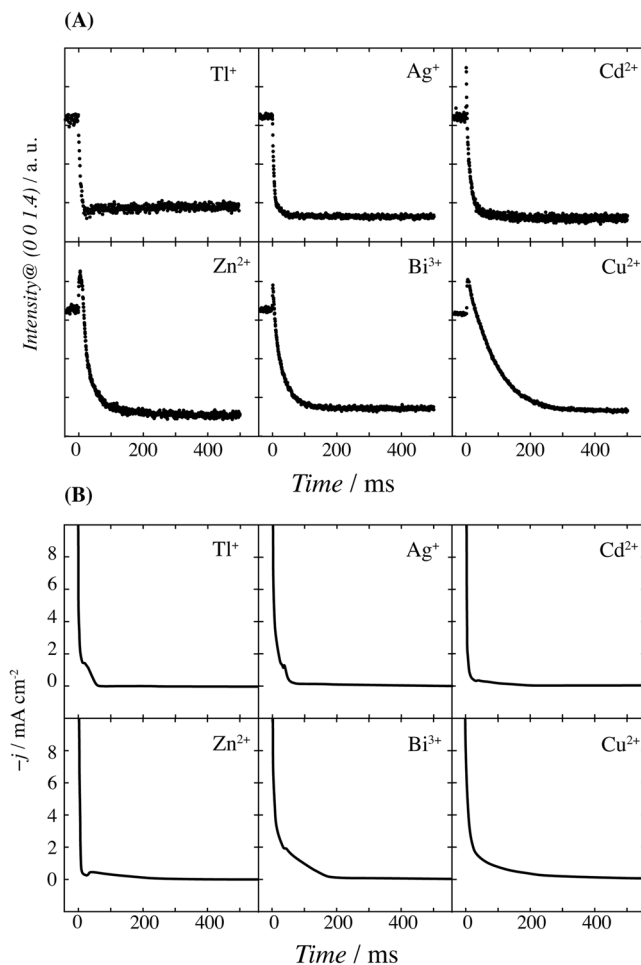 (A)
Tl⁺ Ag⁺ Cd²⁺
Zn²⁺ Bi³⁺ Cu²⁺
Intensity@ (0 0 1.4) / a. u.
0 200 400 0 200 400 0 200 400
Time / ms
(B)
8
6
4
2
0
Tl⁺ Ag⁺ Cd²⁺
8
6
4
2
0
Zn²⁺ Bi³⁺ Cu²⁺
−j / mA cm⁻²
0 200 400 0 200 400 0 200 400
Time / ms